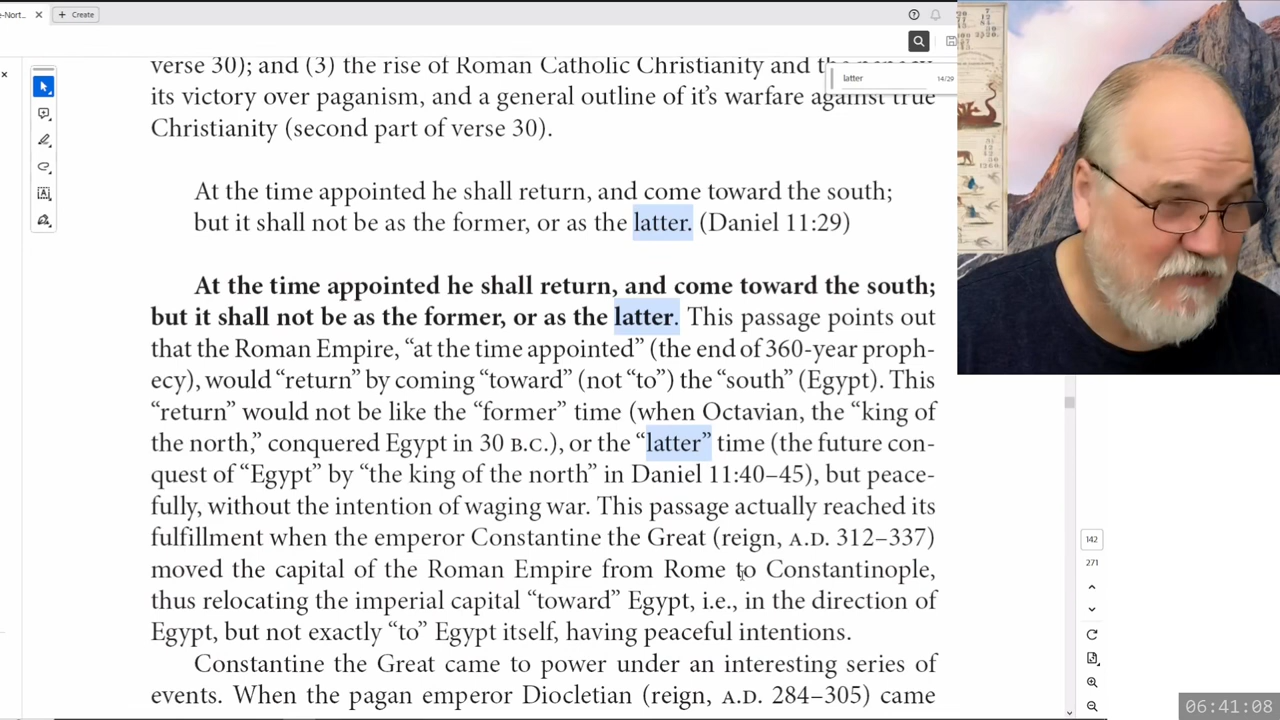 e-Nort...
Create
verse 30); and (3) the rise of Roman Catholic Christianity and
its victory over paganism, and a general outline of it's warfare against true
Christianity (second part of verse 30).
latter
14/29
At the time appointed he shall return, and come toward the south;
but it shall not be as the former, or as the latter. (Daniel 11:29)
At the time appointed he shall return, and come toward the south;
but it shall not be as the former, or as the latter. This passage points out
that the Roman Empire, “at the time appointed” (the end of 360-year proph-
ecy), would “return” by coming “toward” (not “to”) the “south” (Egypt). This
“return” would not be like the “former” time (when Octavian, the “king of
the north,” conquered Egypt in 30 B.C.), or the “latter” time (the future con-
quest of “Egypt” by “the king of the north” in Daniel 11:40–45), but peace-
fully, without the intention of waging war. This passage actually reached its
fulfillment when the emperor Constantine the Great (reign, A.D. 312–337)
moved the capital of the Roman Empire from Rome to Constantinople,
thus relocating the imperial capital “toward” Egypt, i.e., in the direction of
Egypt, but not exactly “to” Egypt itself, having peaceful intentions.
Constantine the Great came to power under an interesting series of
events. When the pagan emperor Diocletian (reign, A.D. 284–305) came
142
271
06:41:08